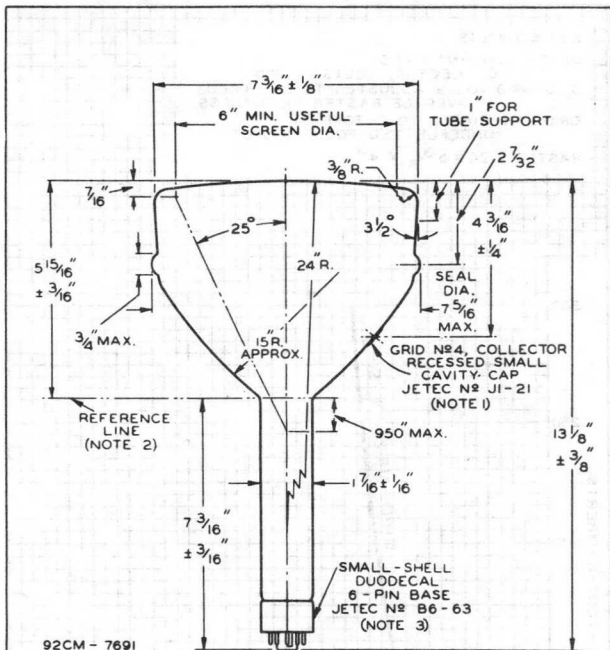 7 3/16" ± 1/8"
6" MIN. USEFUL
SCREEN DIA.
1" FOR
TUBE SUPPORT
2 7/32"
3/8" R.
7/16"
25°
3 1/2°
4 3/16"
± 1/4"
5 15/16"
± 3/16"
24" R.
SEAL
DIA.
7 5/16"
MAX.
3/4" MAX.
15" R.
APPROX.
GRID Nº4, COLLECTOR
RECESSED SMALL
CAVITY CAP
JETEC Nº J1-21
(NOTE 1)
REFERENCE
LINE
(NOTE 2)
.950" MAX.
13 1/8"
± 3/8"
1 7/16" ± 1/16"
7 3/16"
± 3/16"
SMALL-SHELL
DUODECAL
6-PIN BASE
JETEC Nº B6-63
(NOTE 3)
92CM-7691